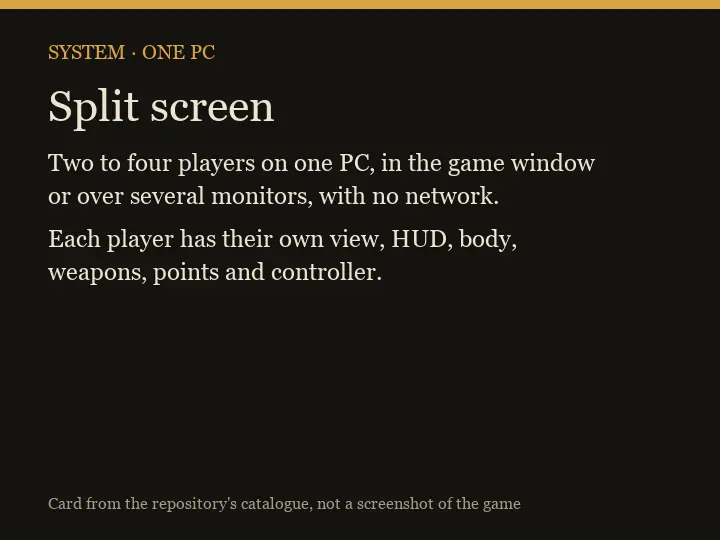 SYSTEM · ONE PC
Split screen
Two to four players on one PC, in the game window
or over several monitors, with no network.
Each player has their own view, HUD, body,
weapons, points and controller.
Card from the repository's catalogue, not a screenshot of the game